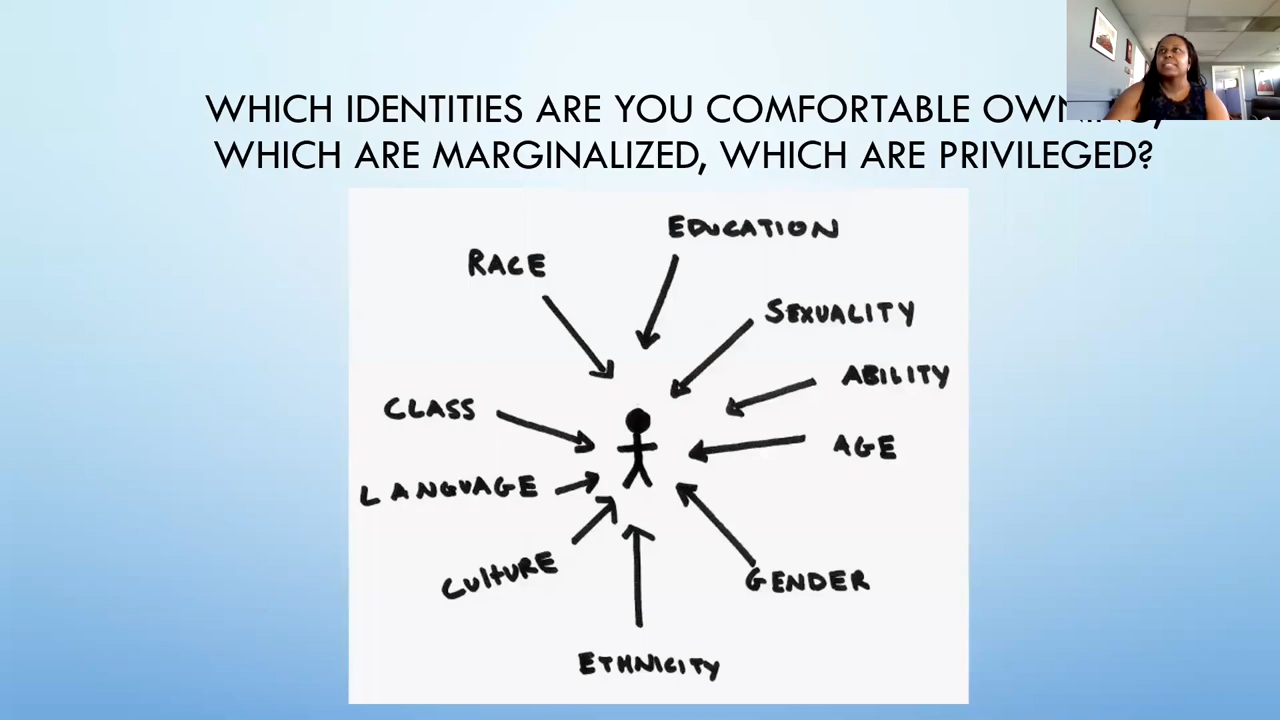 WHICH IDENTITIES ARE YOU COMFORTABLE
WHICH ARE MARGINALIZED, WHICH ARE PRIVILEGED?
EDUCATION
RACE
SEXUALITY
ABILITY
CLASS
AGE
LANGUAGE
CULTURE
GENDER
ETHNICITY